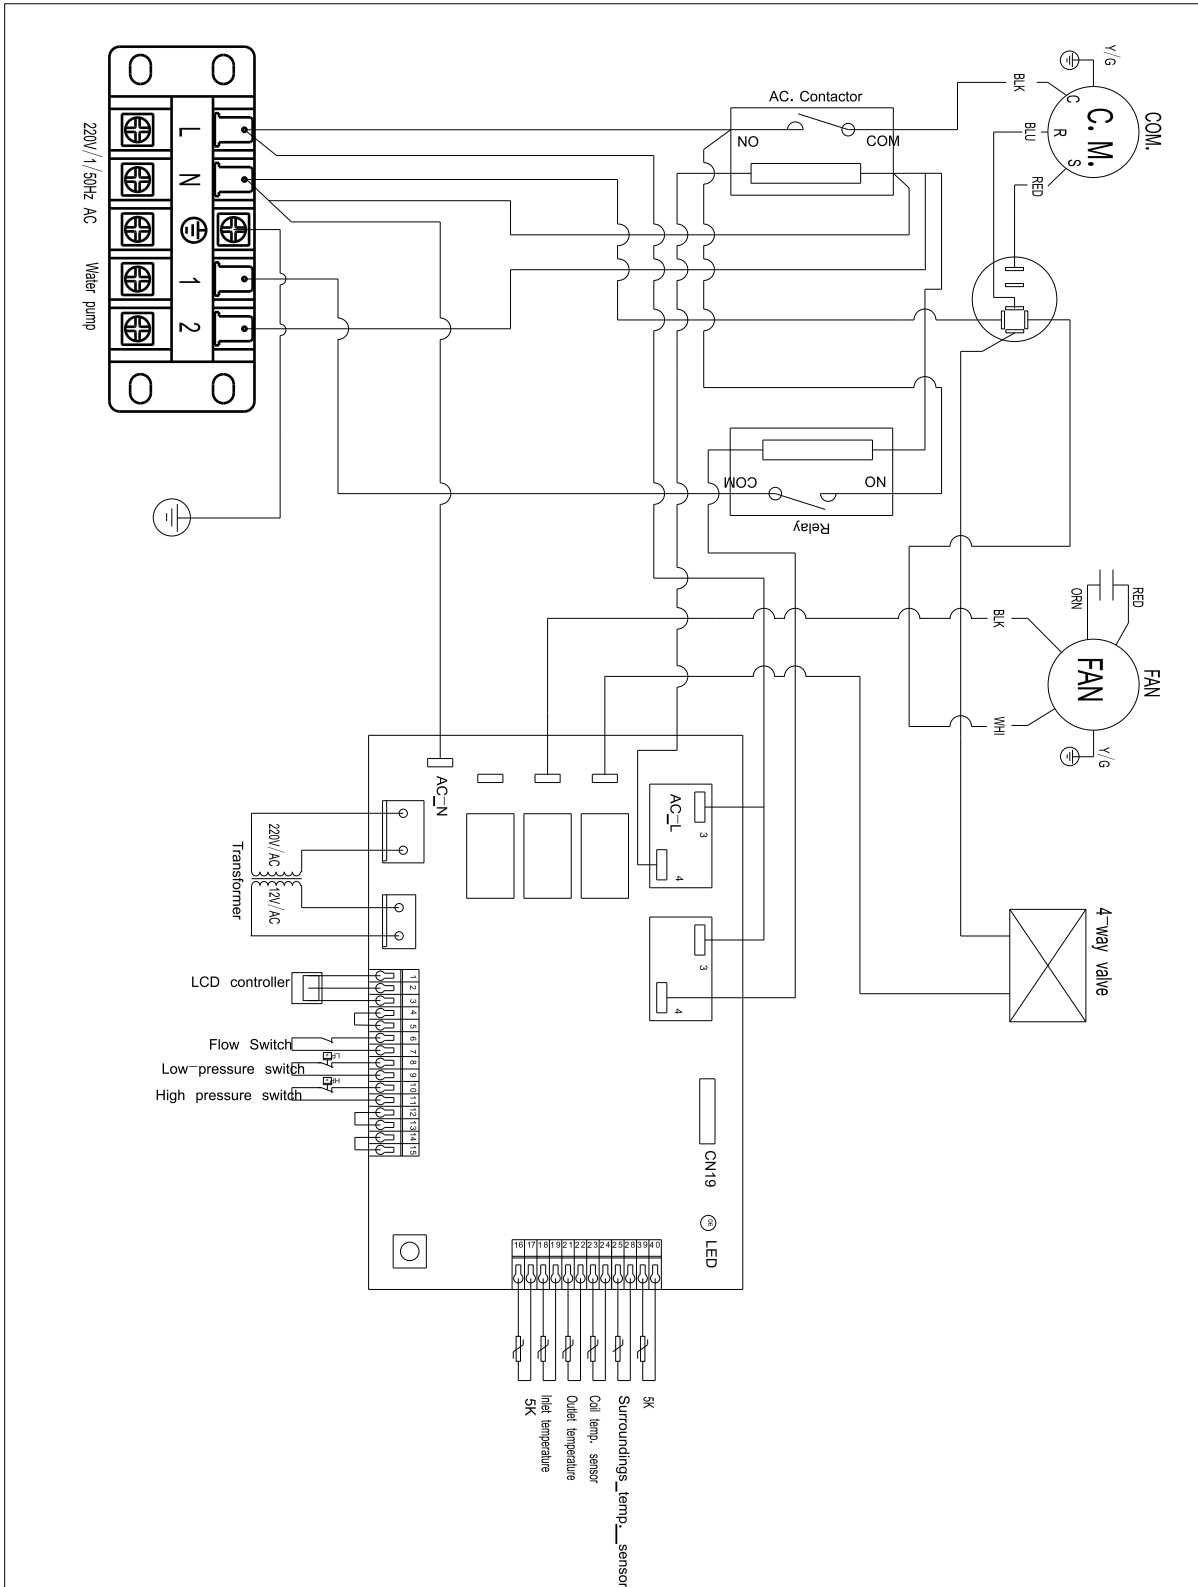 Y/G
COM.
BLK
C
C. M.
R
BLU
S
RED
AC. Contactor
NO
COM
L
N
1
2
220V/1/50Hz AC
Water pump
COM
NO
Relay
RED
ORN
BLK
FAN
FAN
WHI
Y/G
AC_N
AC_L
3
4
3
4
220V/AC
12V/AC
Transformer
4-way valve
LCD controller
Flow Switch
Low-pressure switch
High pressure switch
LP
HP
1
2
3
4
5
6
7
8
9
10
11
12
13
14
15
CN19
LED
16 17 18 19 21 22 23 24 25 28 39 40
5K
Inlet temperature
Outlet temperature
Coil temp. sensor
Surroundings_temp._sensor
5K